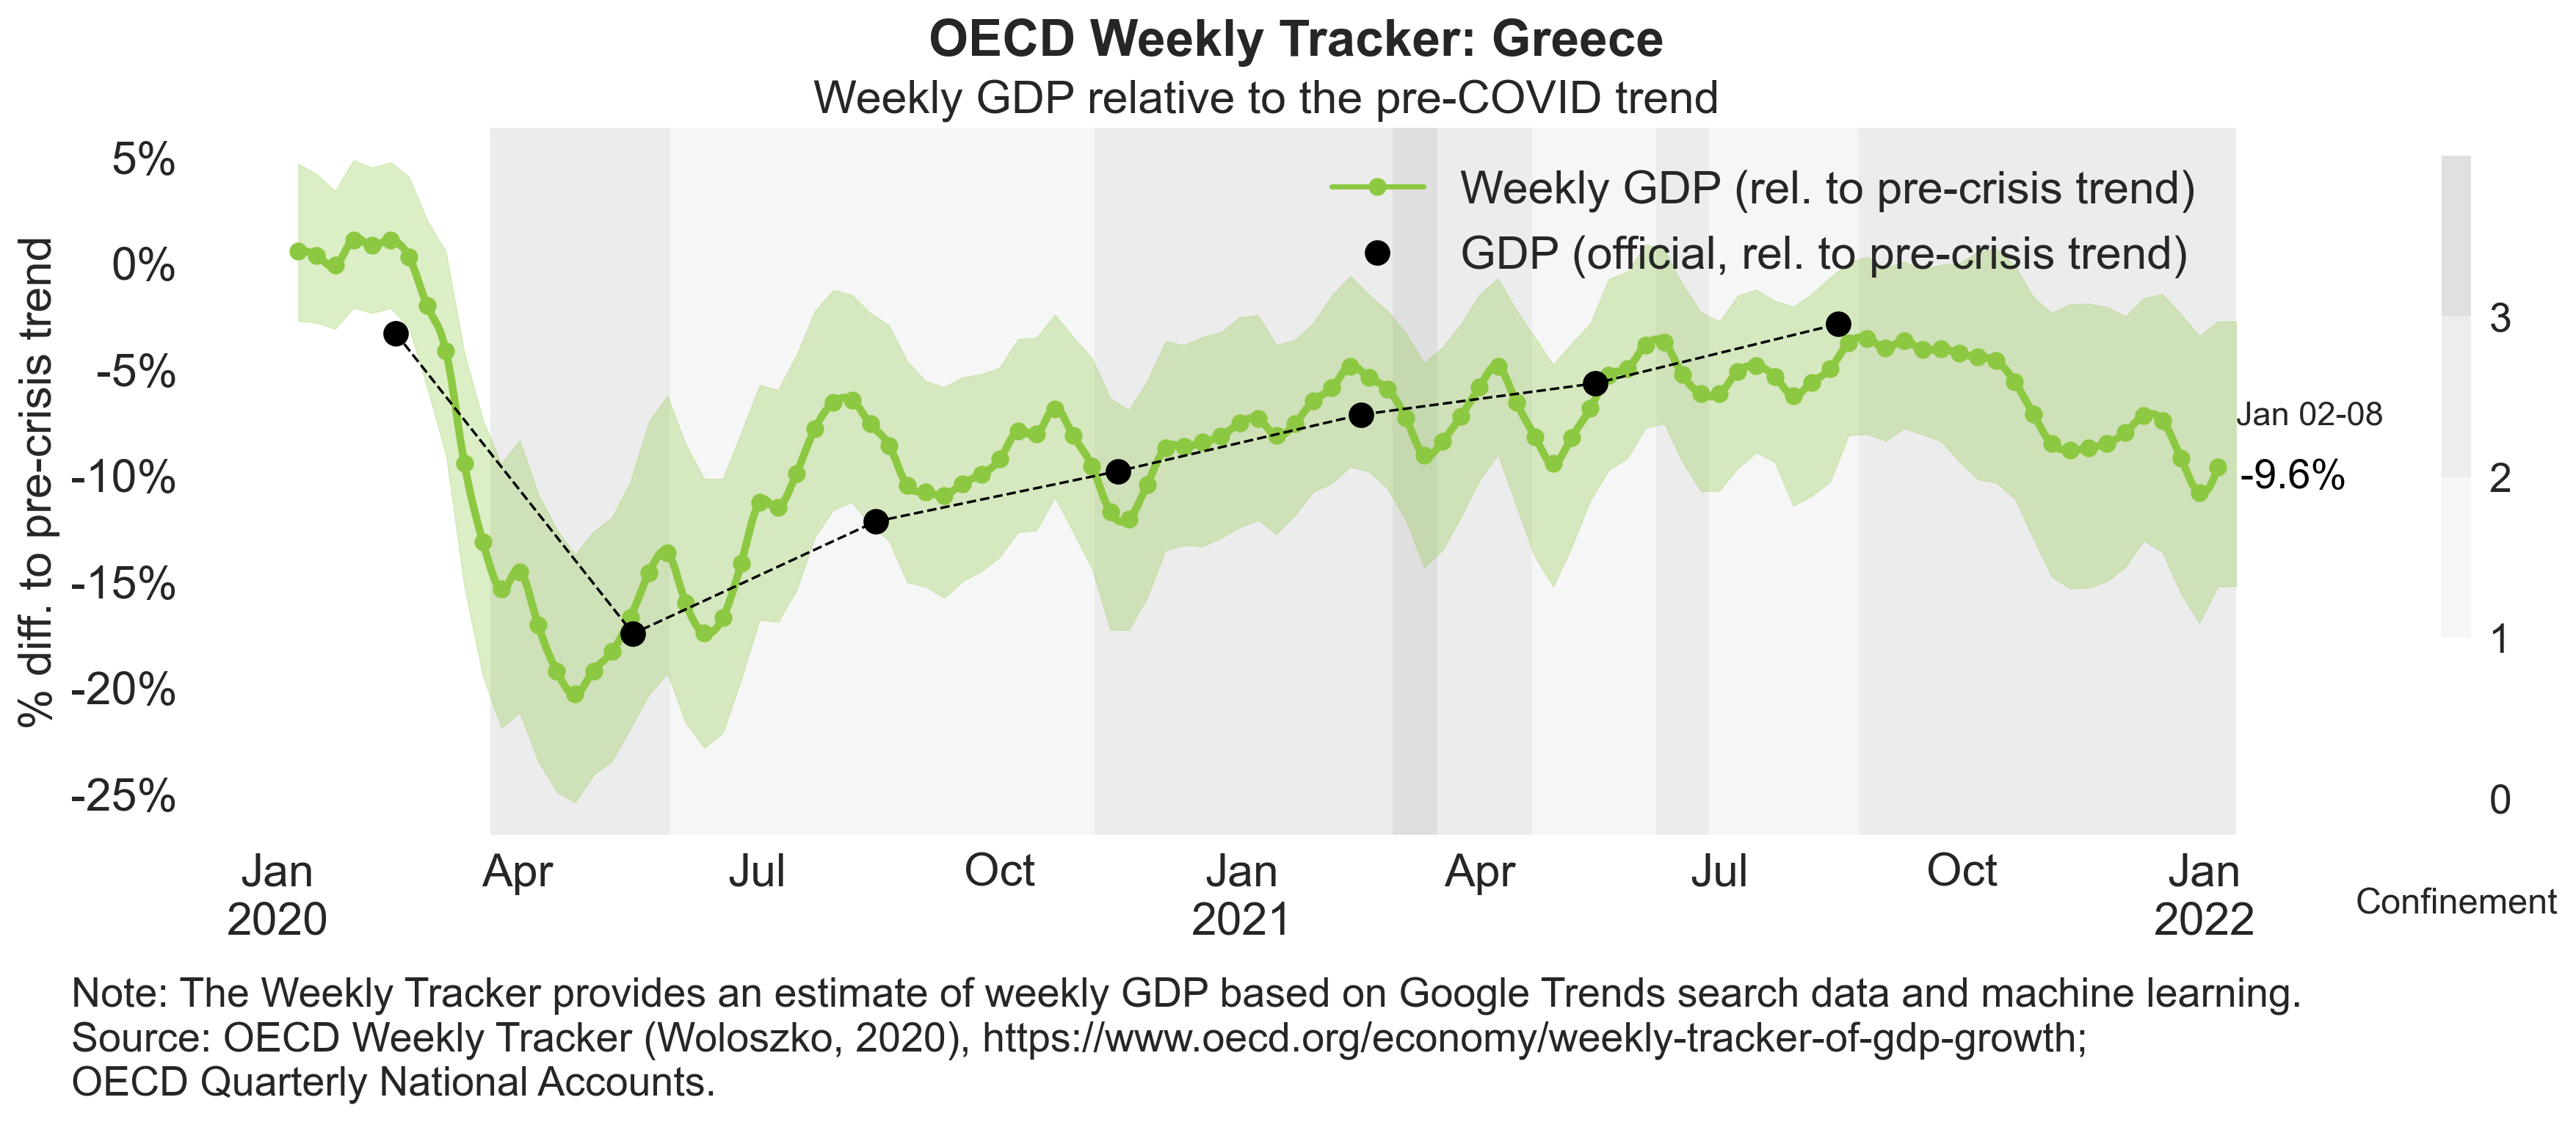 OECD Weekly Tracker: Greece
Weekly GDP relative to the pre-COVID trend
% diff. to pre-crisis trend
5%
0%
-5%
-10%
-15%
-20%
-25%
Weekly GDP (rel. to pre-crisis trend)
GDP (official, rel. to pre-crisis trend)
Jan 02-08
-9.6%
3
2
1
0
Confinement
Jan Apr Jul Oct Jan Apr Jul Oct Jan
2020 2021 2022
Note: The Weekly Tracker provides an estimate of weekly GDP based on Google Trends search data and machine learning.
Source: OECD Weekly Tracker (Woloszko, 2020), https://www.oecd.org/economy/weekly-tracker-of-gdp-growth;
OECD Quarterly National Accounts.